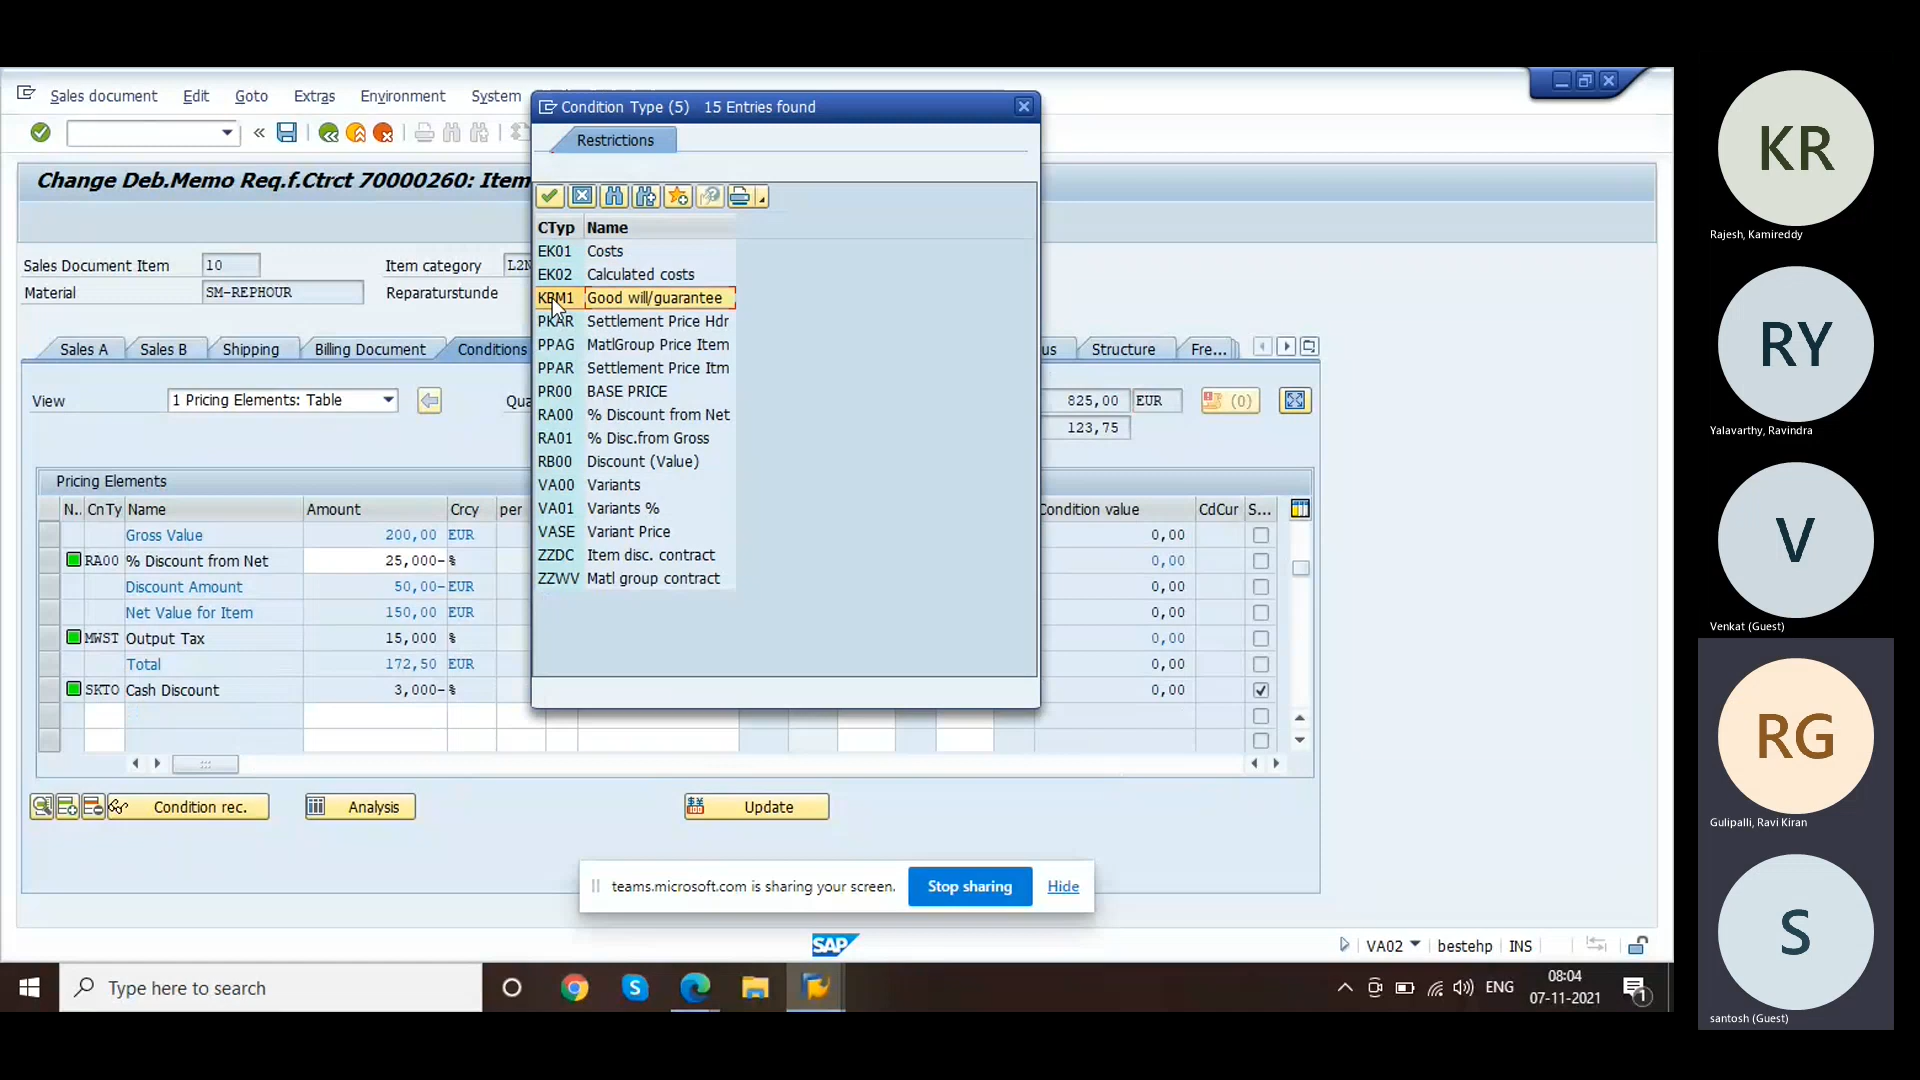 Sales document Edit Goto Extras Environment System
Condition Type (5) 15 Entries found
Restrictions
Change Deb.Memo Req.f.Ctrct 70000260: Item
Sales Document Item 10 Item category
Material SM-REPHOUR Reparaturstunde
CTyp Name
EK01 Costs
EK02 Calculated costs
Good will/guarantee
PKAR Settlement Price Hdr
PPAG MatlGroup Price Item
PPAR Settlement Price Itm
PR00 BASE PRICE
RA00 % Discount from Net
RA01 % Disc.from Gross
RB00 Discount (Value)
VA00 Variants
VA01 Variants %
VASE Variant Price
ZZDC Item disc. contract
ZZWV Matl group contract
Sales A Sales B Shipping Billing Document Conditions us Structure Fre...
View 1 Pricing Elements: Table Qua 825,00 EUR (0)
123,75
Pricing Elements
N.. CnTy Name Amount Crcy per Condition value CdCur S...
Gross Value 200,00 EUR 0,00
RA00 % Discount from Net 25,000- % 0,00
Discount Amount 50,00- EUR 0,00
Net Value for Item 150,00 EUR 0,00
MWST Output Tax 15,000 % 0,00
Total 172,50 EUR 0,00
SKTO Cash Discount 3,000- % 0,00
Condition rec. Analysis Update
teams.microsoft.com is sharing your screen. Stop sharing Hide
SAP
VA02 bestehp INS
Type here to search
ENG
08:04
07-11-2021
1
KR
Rajesh, Kamireddy
RY
Yalavarthy, Ravindra
V
Venkat (Guest)
RG
Gulipalli, Ravi Kiran
S
santosh (Guest)